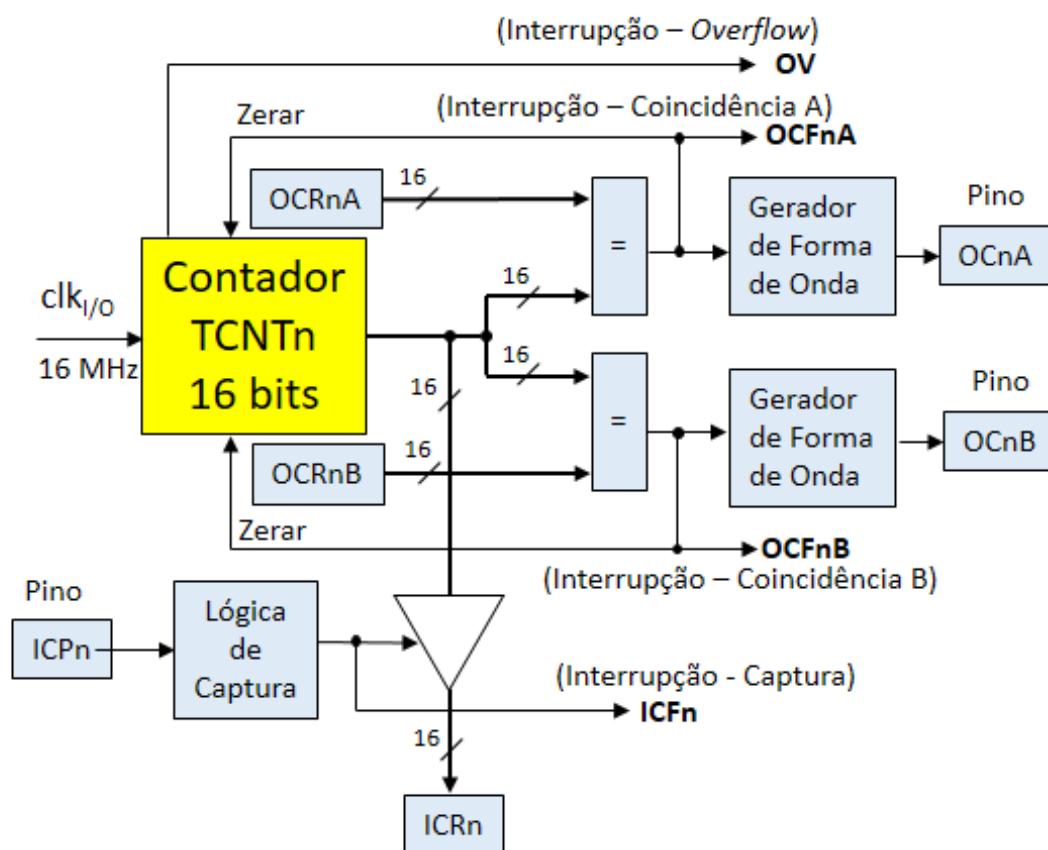 (Interrupção – Overflow)
OV
(Interrupção – Coincidência A)
Zerar
OCFnA
16
OCRnA
Gerador
de Forma
de Onda
Pino
OCnA
=
Contador
TCNTn
16 bits
clkI/O
16 MHz
16
16
16
=
Gerador
de Forma
de Onda
Pino
OCnB
16
OCRnB
Zerar
OCFnB
(Interrupção – Coincidência B)
Pino
ICPn
Lógica
de
Captura
(Interrupção - Captura)
ICFn
16
ICRn